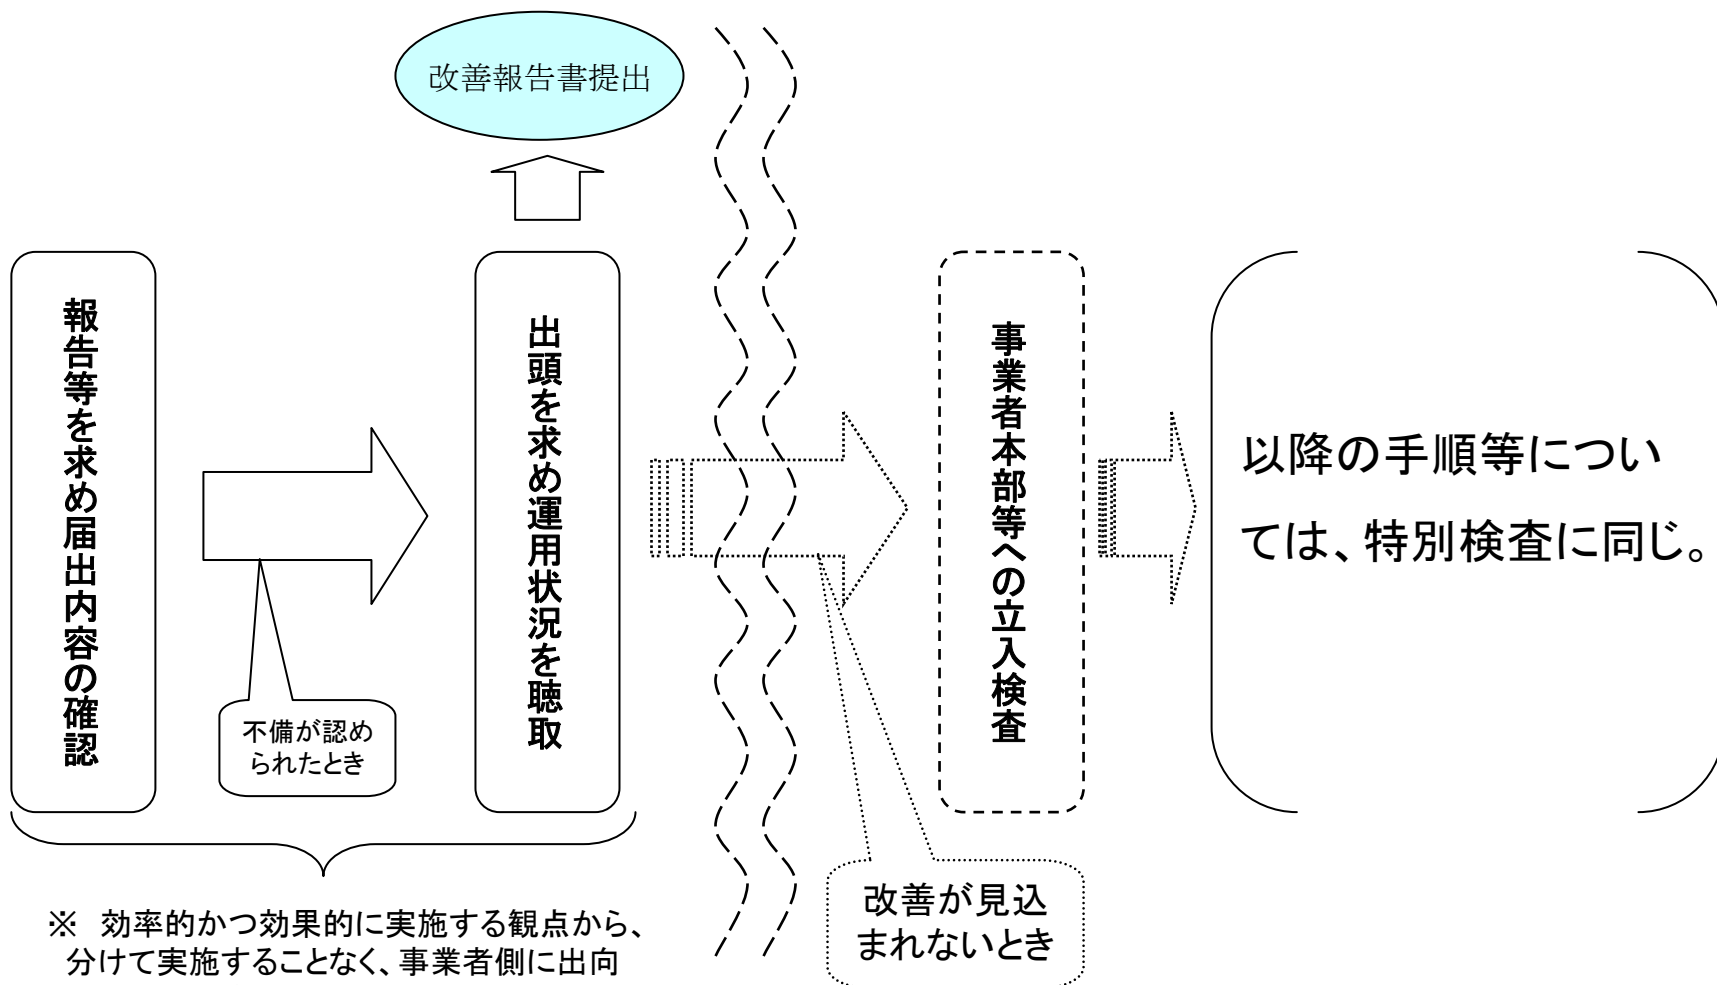 改善報告書提出
報告等を求め届出内容の確認
不備が認め
られたとき
出頭を求め運用状況を聴取
事業者本部等への立入検査
以降の手順等につい
ては、特別検査に同じ。
改善が見込
まれないとき
※　効率的かつ効果的に実施する観点から、
分けて実施することなく、事業者側に出向